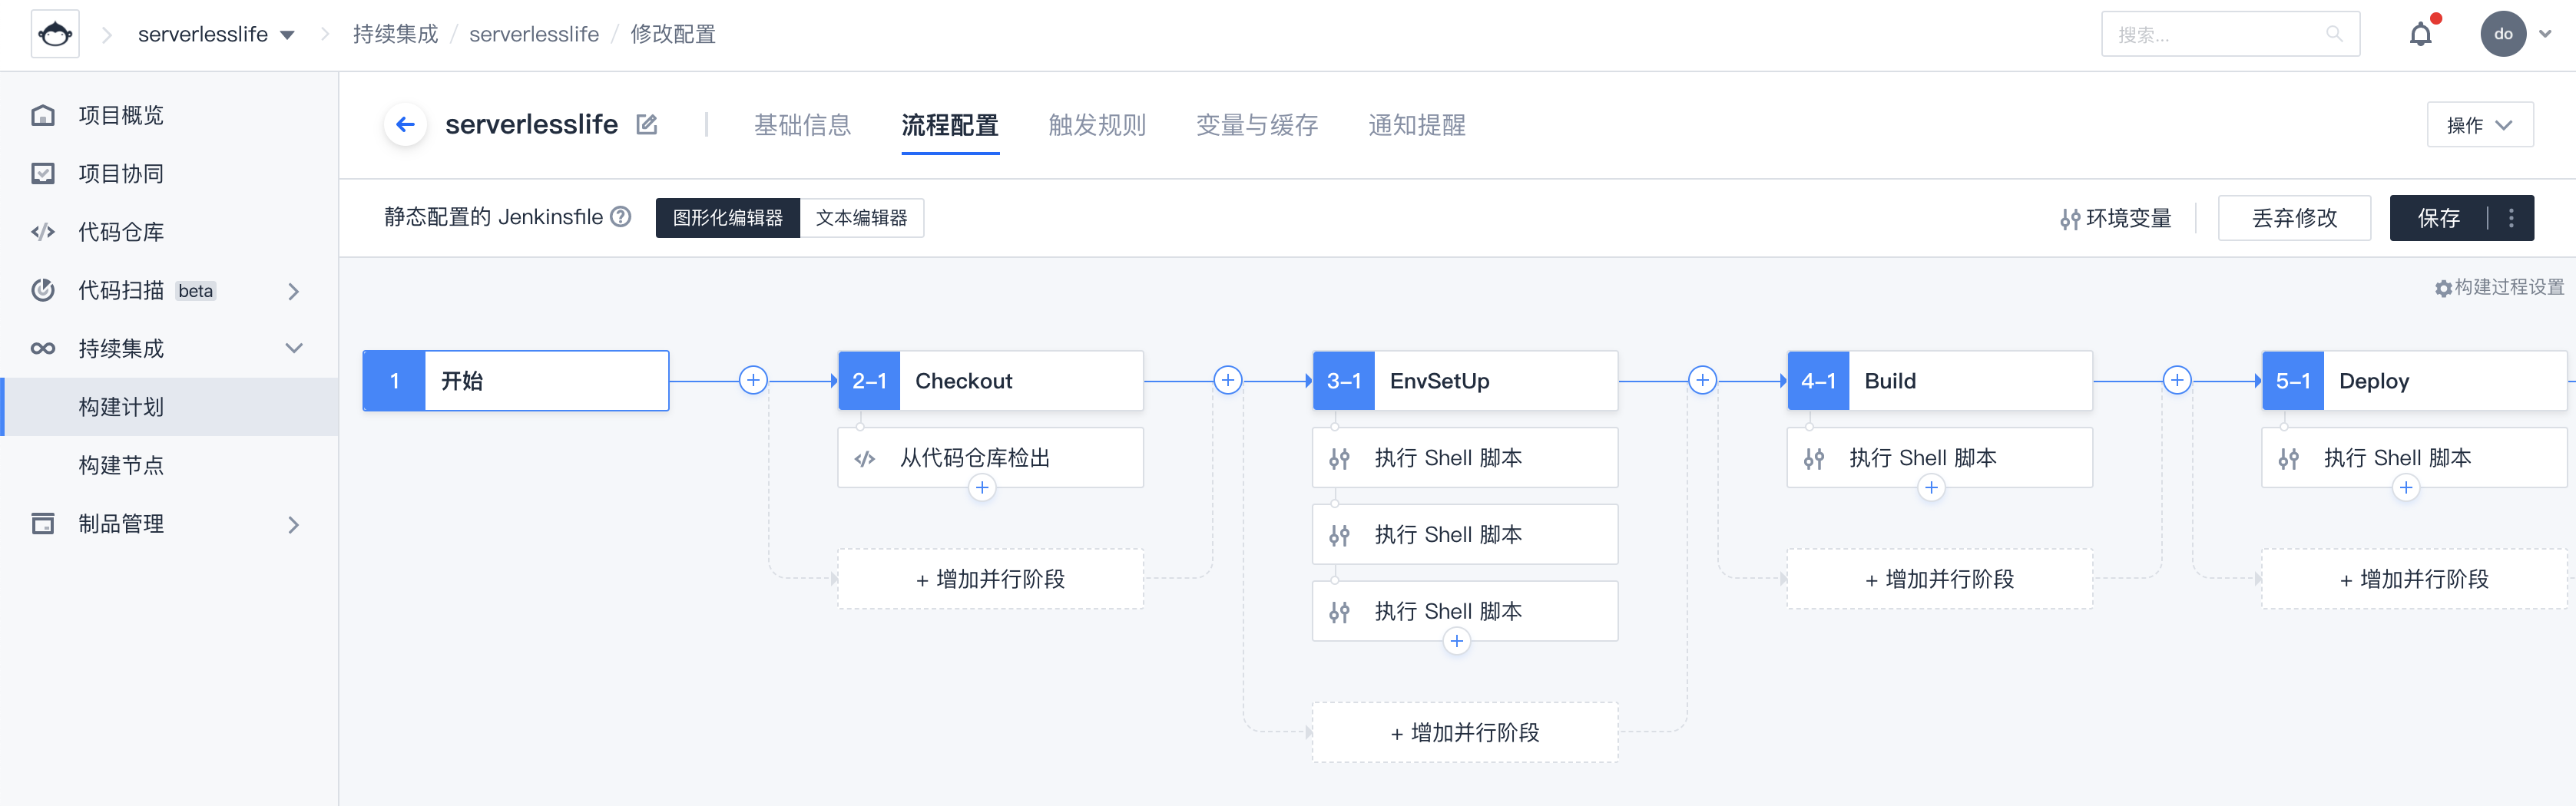 serverlesslife
持续集成 / serverlesslife / 修改配置
搜索...
do
项目概览
项目协同
代码仓库
代码扫描 beta
持续集成
构建计划
构建节点
制品管理
serverlesslife
基础信息
流程配置
触发规则
变量与缓存
通知提醒
操作
静态配置的 Jenkinsfile
图形化编辑器
文本编辑器
环境变量
丢弃修改
保存
构建过程设置
1 开始
2-1 Checkout
3-1 EnvSetUp
4-1 Build
5-1 Deploy
从代码仓库检出
执行 Shell 脚本
执行 Shell 脚本
执行 Shell 脚本
执行 Shell 脚本
+ 增加并行阶段
执行 Shell 脚本
+ 增加并行阶段
+ 增加并行阶段
+ 增加并行阶段